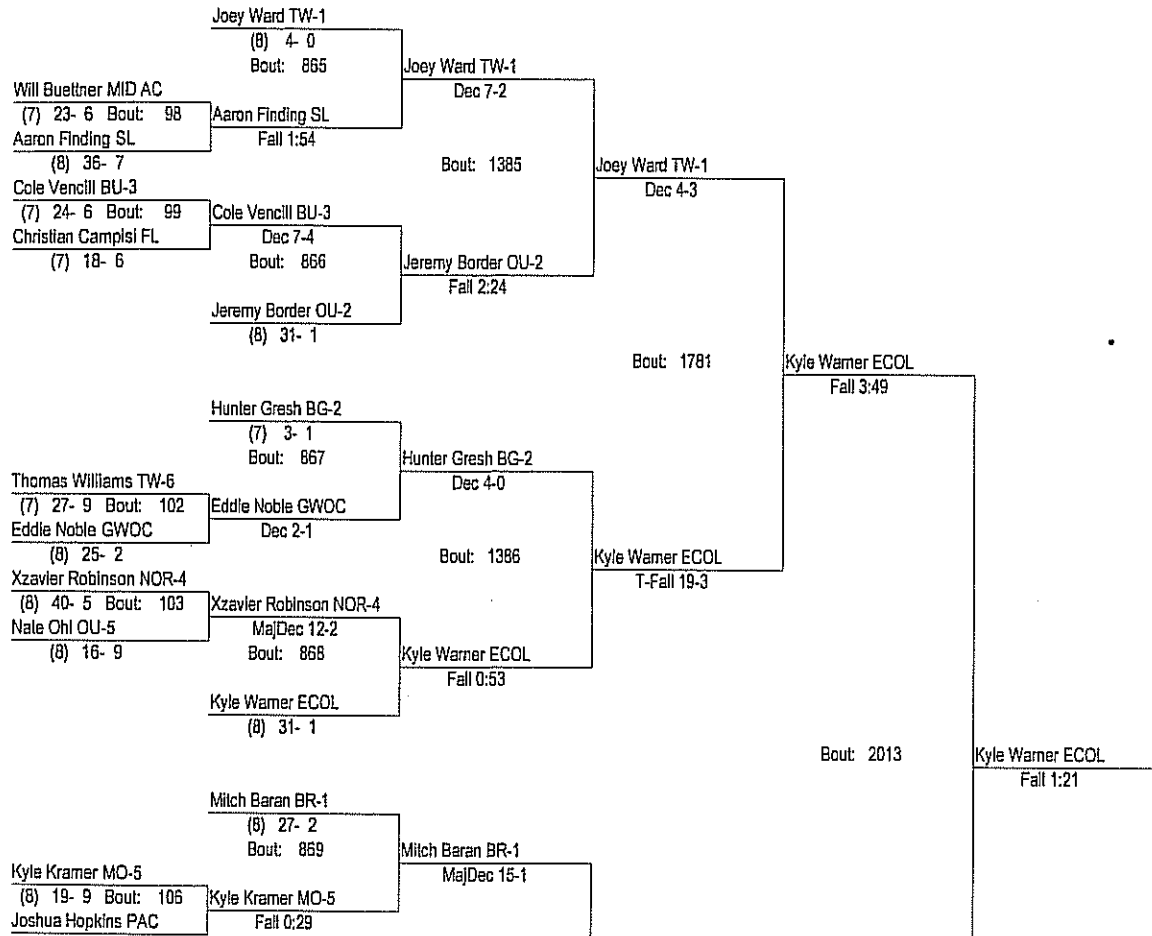 Joey Ward TW-1
(8) 4- 0
Bout: 865
Joey Ward TW-1
Dec 7-2
Will Buettner MID AC
(7) 23- 6 Bout: 98
Aaron Finding SL
Fall 1:54
Aaron Finding SL
(8) 36- 7
Bout: 1385
Joey Ward TW-1
Dec 4-3
Cole Vencill BU-3
(7) 24- 6 Bout: 99
Cole Vencill BU-3
Dec 7-4
Christian Campisi FL
(7) 18- 6
Bout: 866
Jeremy Border OU-2
Fall 2:24
Jeremy Border OU-2
(8) 31- 1
Bout: 1781
Kyle Warner ECOL
Fall 3:49
Hunter Gresh BG-2
(7) 3- 1
Bout: 867
Hunter Gresh BG-2
Dec 4-0
Thomas Williams TW-6
(7) 27- 9 Bout: 102
Eddie Noble GWOC
Dec 2-1
Eddie Noble GWOC
(8) 25- 2
Bout: 1386
Kyle Warner ECOL
T-Fall 19-3
Xzavier Robinson NOR-4
(8) 40- 5 Bout: 103
Xzavier Robinson NOR-4
MajDec 12-2
Nate Ohl OU-5
(8) 16- 9
Bout: 868
Kyle Warner ECOL
Fall 0:53
Kyle Warner ECOL
(8) 31- 1
Bout: 2013
Kyle Warner ECOL
Fall 1:21
Mitch Baran BR-1
(8) 27- 2
Bout: 869
Mitch Baran BR-1
MajDec 15-1
Kyle Kramer MO-5
(8) 19- 9 Bout: 106
Kyle Kramer MO-5
Fall 0:29
Joshua Hopkins PAC